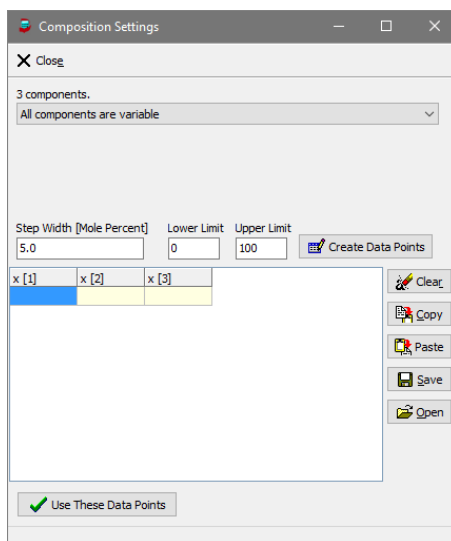 Composition Settings
Close
3 components.
All components are variable
Step Width [Mole Percent] Lower Limit Upper Limit
5.0 0 100 Create Data Points
x [1] x [2] x [3]
Clear
Copy
Paste
Save
Open
Use These Data Points